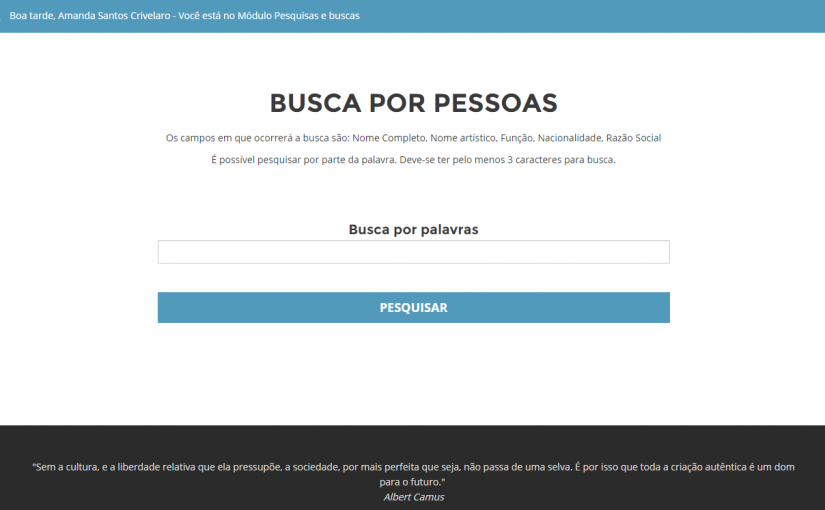 Boa tarde, Amanda Santos Crivelaro - Você está no Módulo Pesquisas e buscas
BUSCA POR PESSOAS
Os campos em que ocorrerá a busca são: Nome Completo, Nome artístico, Função, Nacionalidade, Razão Social
É possível pesquisar por parte da palavra. Deve-se ter pelo menos 3 caracteres para busca.
Busca por palavras
PESQUISAR
"Sem a cultura, e a liberdade relativa que ela pressupõe, a sociedade, por mais perfeita que seja, não passa de uma selva. É por isso que toda a criação autêntica é um dom
para o futuro."
Albert Camus